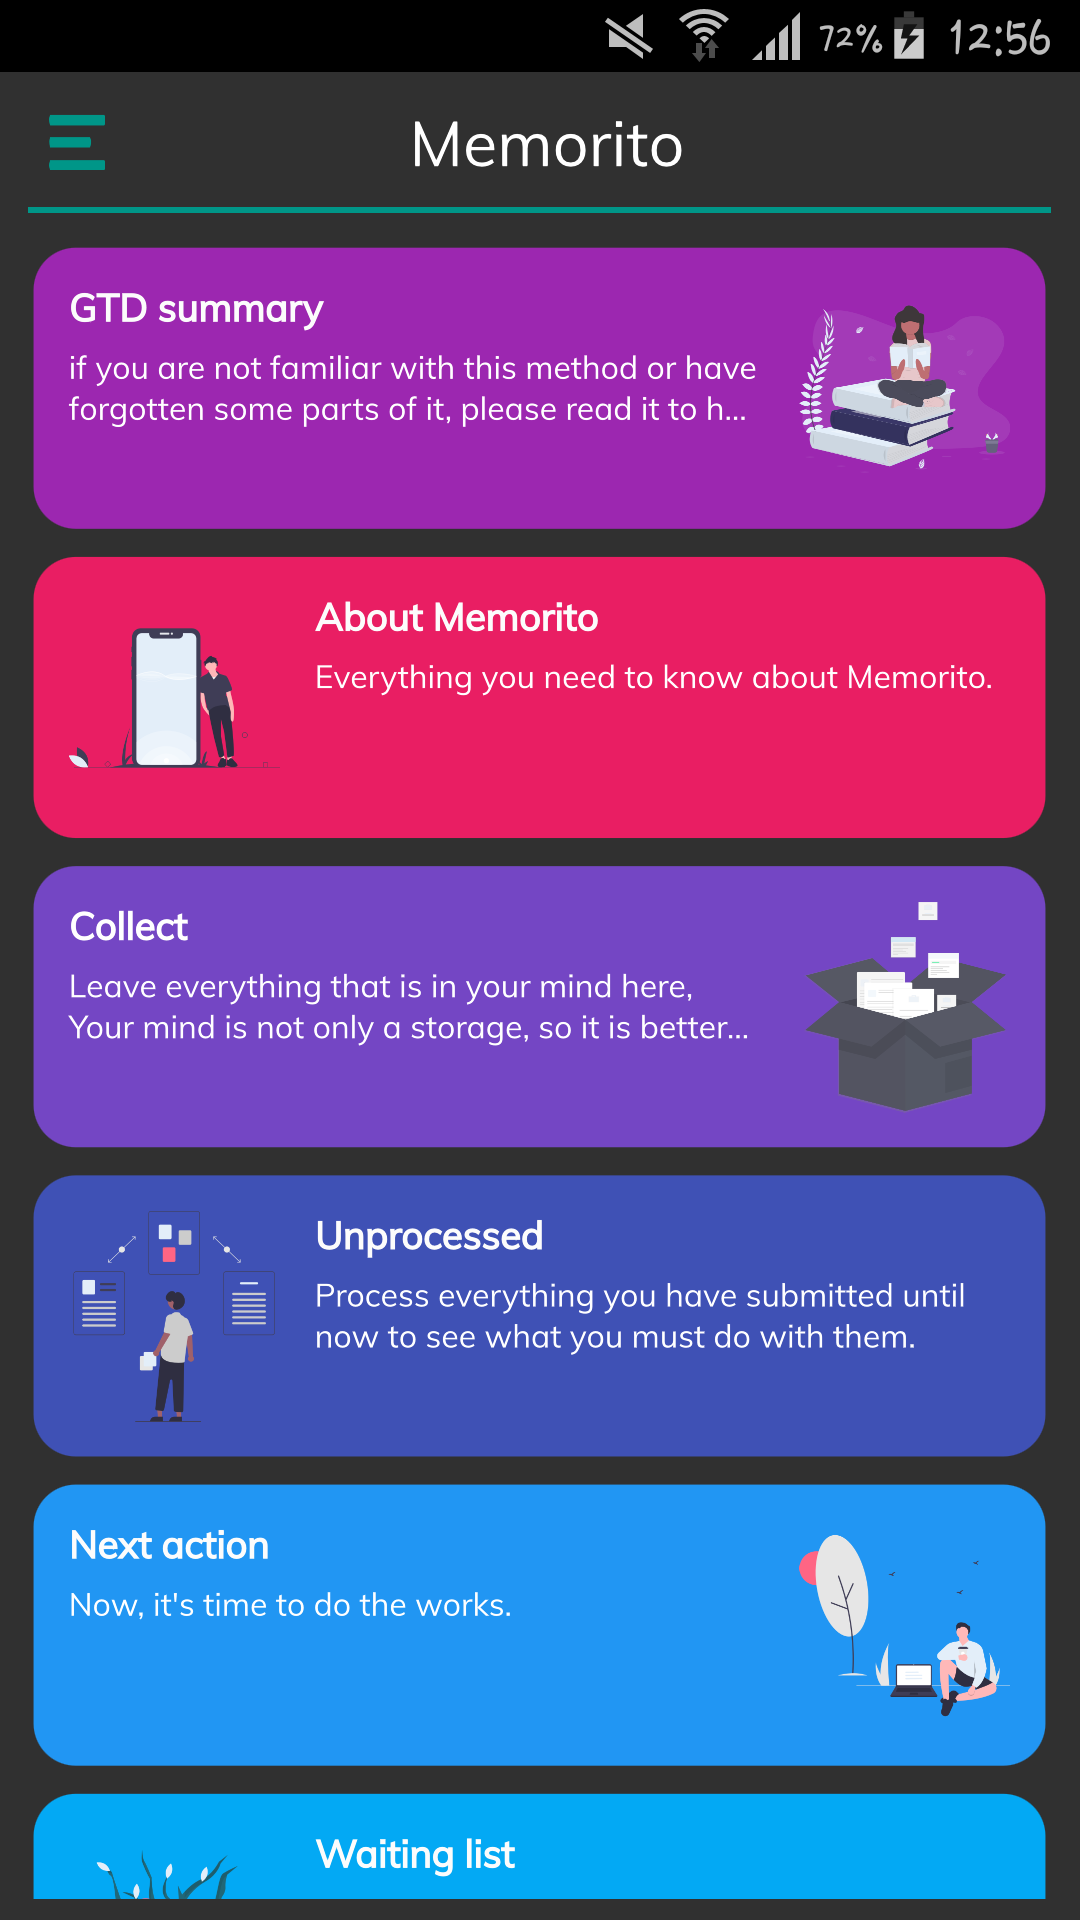 72% 12:56
Memorito
GTD summary
if you are not familiar with this method or have
forgotten some parts of it, please read it to h...
About Memorito
Everything you need to know about Memorito.
Collect
Leave everything that is in your mind here,
Your mind is not only a storage, so it is better...
Unprocessed
Process everything you have submitted until
now to see what you must do with them.
Next action
Now, it's time to do the works.
Waiting list